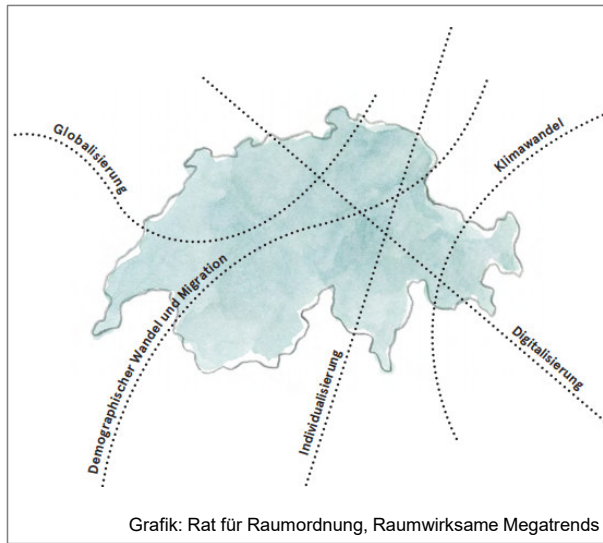 Globalisierung
Klimawandel
Demographischer Wandel und Migration
Individualisierung
Digitalisierung
Grafik: Rat für Raumordnung, Raumwirksame Megatrends